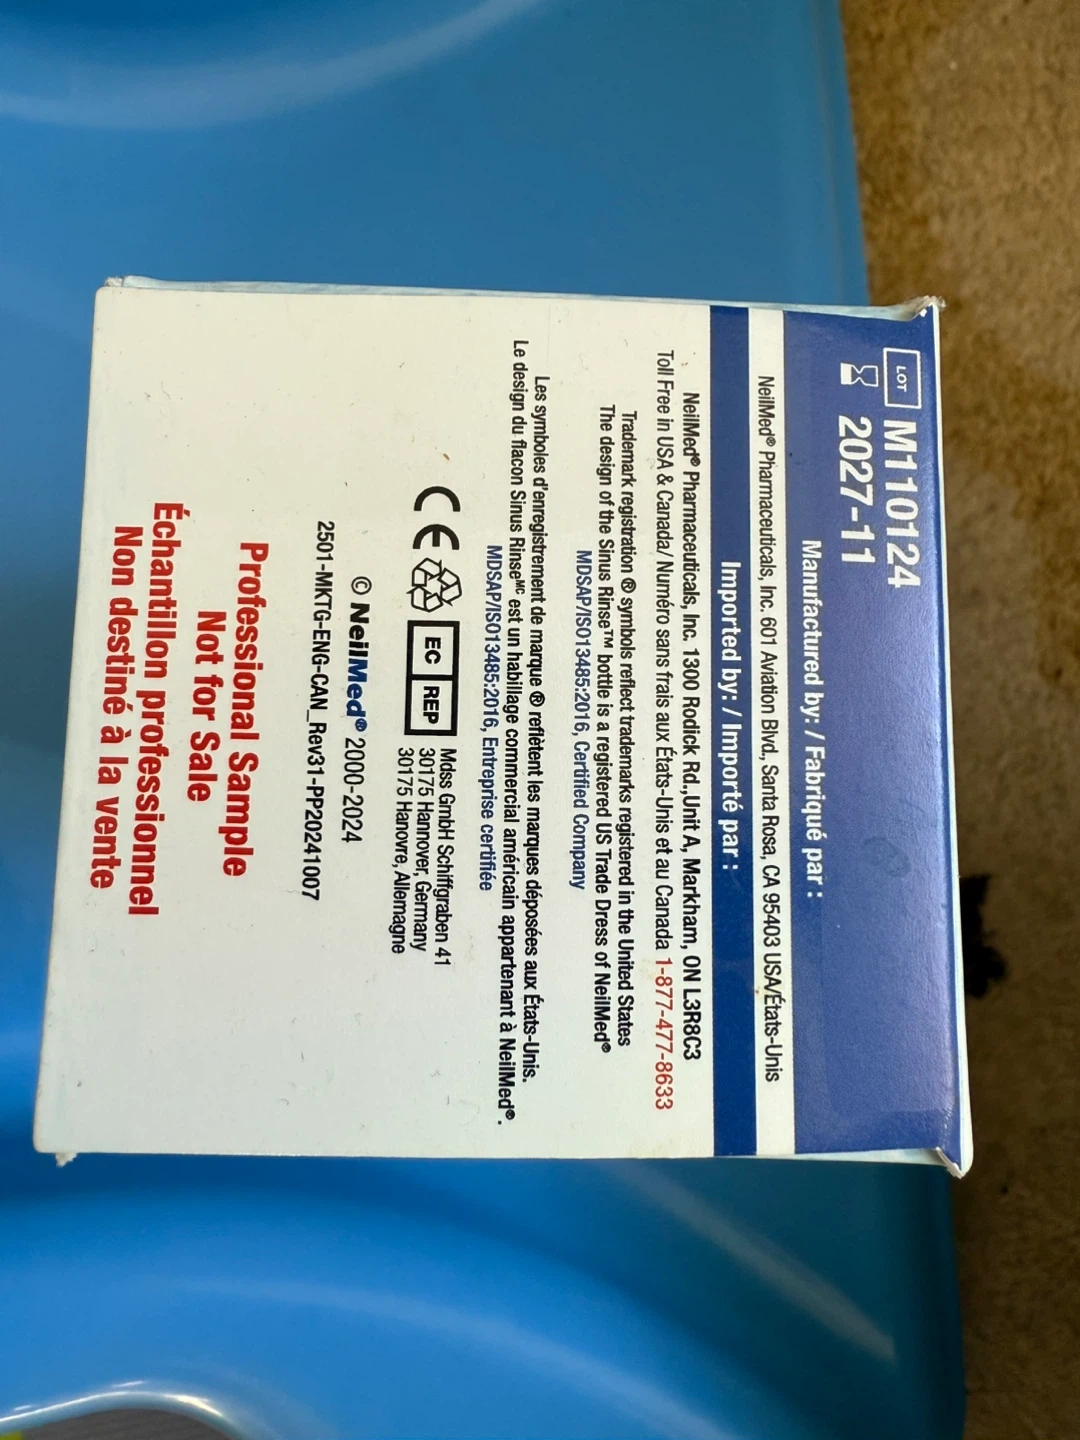 LOT M110124
2027-11
Manufactured by: / Fabriqué par :
NeilMed® Pharmaceuticals, Inc. 601 Aviation Blvd, Santa Rosa, CA 95403 USA/États-Unis
Imported by: / Importé par :
NeilMed® Pharmaceuticals, Inc. 1300 Rodick Rd., Unit A, Markham, ON L3R8C3
Toll Free in USA & Canada/ Numéro sans frais aux États-Unis et au Canada 1-877-477-8633
Trademark registration ® symbols reflect trademarks registered in the United States
The design of the Sinus Rinse™ bottle is a registered US Trade Dress of NeilMed®
MDSAP/ISO13485:2016, Certified Company
Les symboles d'enregistrement de marque ® reflètent les marques déposées aux États-Unis.
Le design du flacon Sinus Rinseᴹᶜ est un habillage commercial américain appartenant à NeilMed®.
MDSAP/ISO13485:2016, Entreprise certifiée
CE EC REP
Mdss GmbH Schiffgraben 41
30175 Hannover, Germany
30175 Hanovre, Allemagne
© NeilMed® 2000-2024
2501-MKTG-ENG-CAN_Rev31-PP20241007
Professional Sample
Not for Sale
Échantillon professionnel
Non destiné à la vente